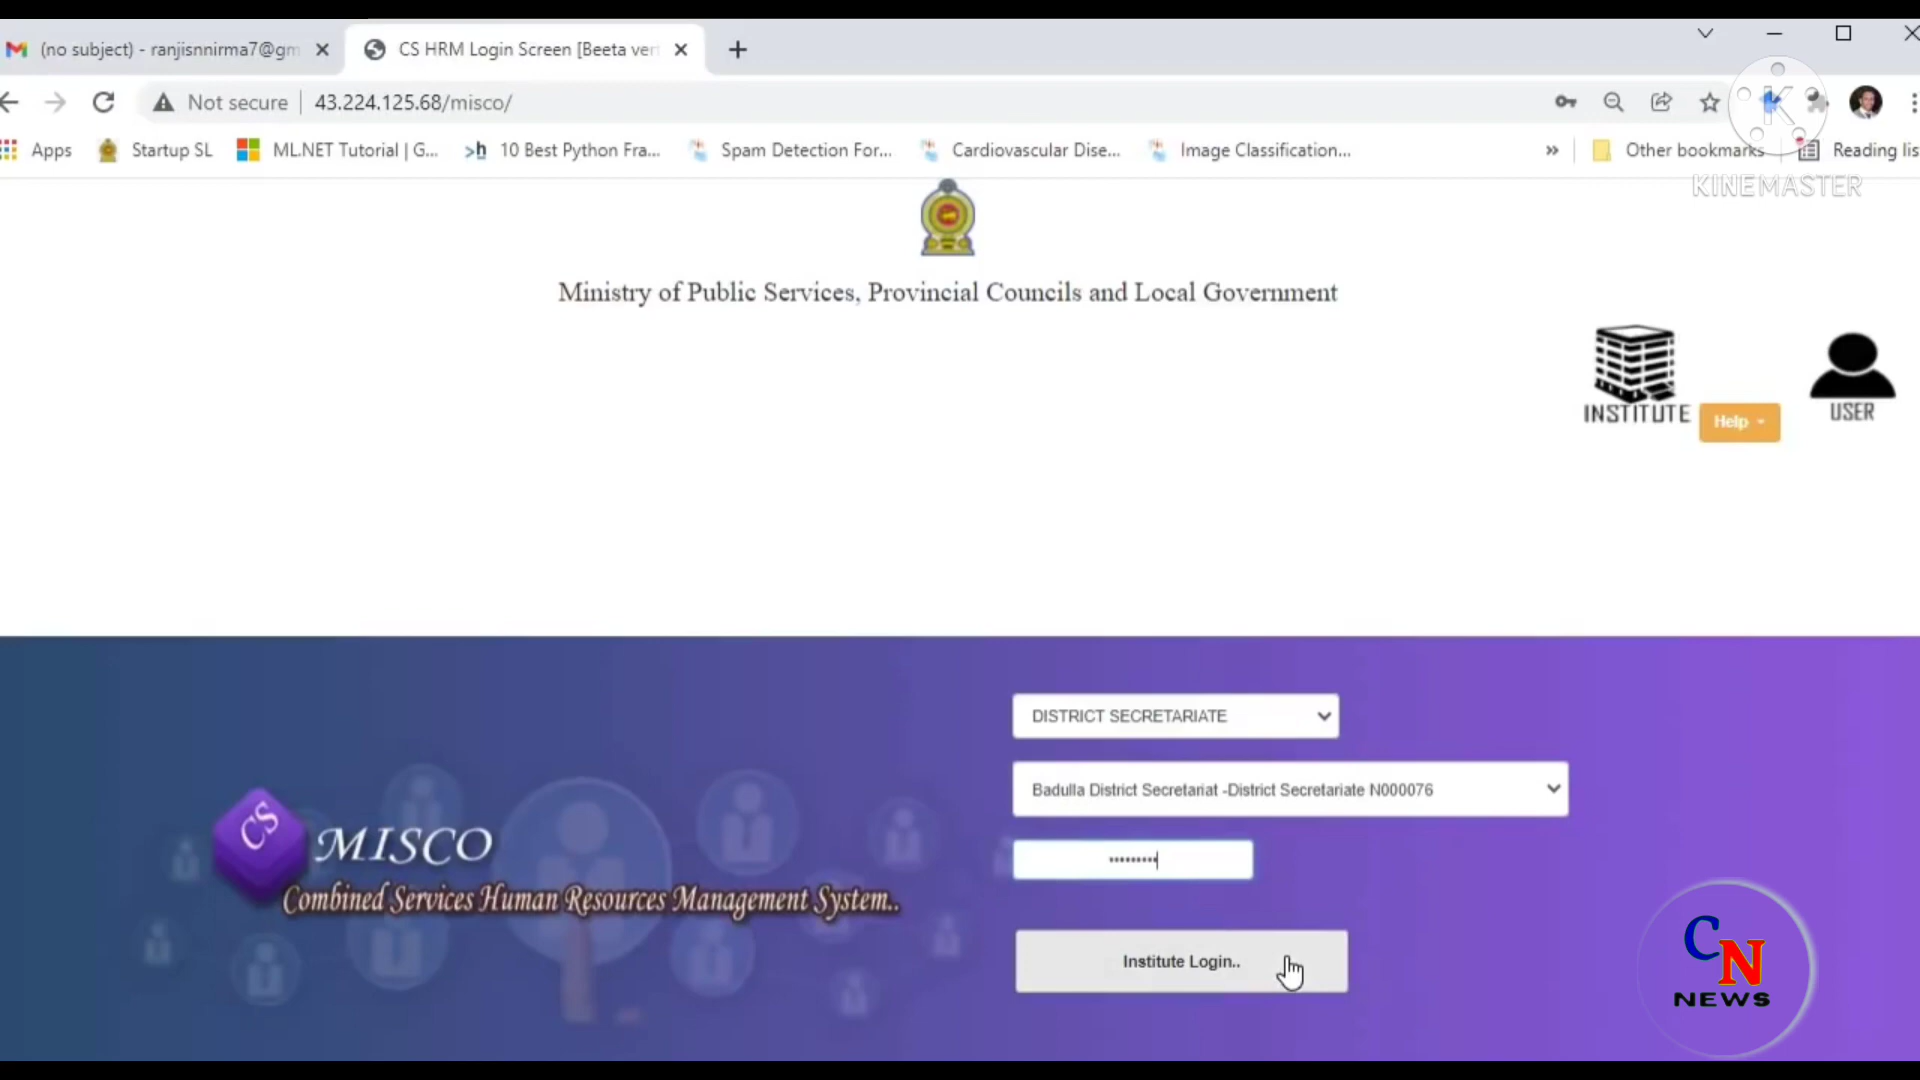 (no subject) - ranjisnnirma7@gm
CS HRM Login Screen [Beeta ver
Not secure
43.224.125.68/misco/
K
KINEMASTER
Apps
Startup SL
ML.NET Tutorial | G...
>h 10 Best Python Fra...
Spam Detection For...
Cardiovascular Dise...
Image Classification...
»
Other bookmarks
Reading lis
Ministry of Public Services, Provincial Councils and Local Government
INSTITUTE
Help
USER
DISTRICT SECRETARIATE
Badulla District Secretariat -District Secretariate N000076
•••••••••
Institute Login..
CS
MISCO
Combined Services Human Resources Management System..
CN
NEWS